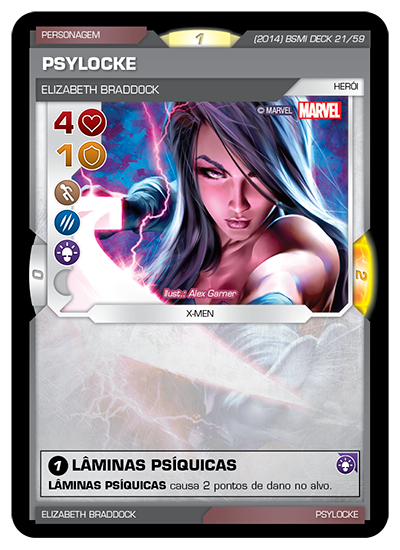 PERSONAGEM
1
(2014) BSMI DECK 21/59
PSYLOCKE
ELIZABETH BRADDOCK
HERÓI
4
© MARVEL
MARVEL
1
0
2
Ilust.: Alex Garner
X-MEN
1 LÂMINAS PSÍQUICAS
LÂMINAS PSÍQUICAS causa 2 pontos de dano no alvo.
ELIZABETH BRADDOCK
PSYLOCKE